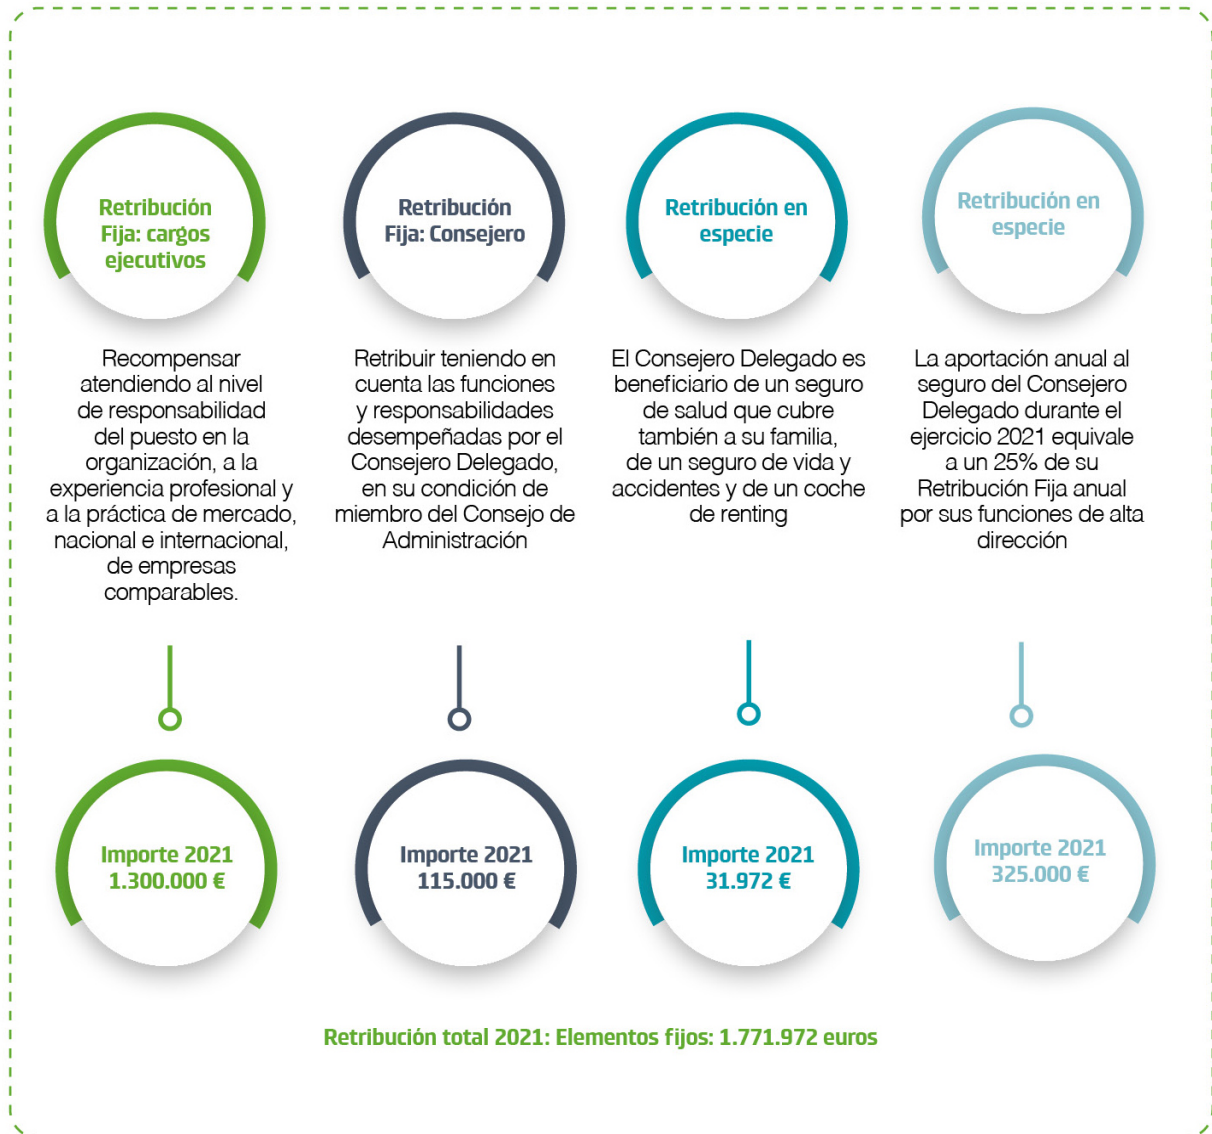 Retribución
Fija: cargos
ejecutivos
Recompensar
atendiendo al nivel
de responsabilidad
del puesto en la
organización, a la
experiencia profesional y
a la práctica de mercado,
nacional e internacional,
de empresas
comparables.
Importe 2021
1.300.000 €
Retribución
Fija: Consejero
Retribuir teniendo en
cuenta las funciones
y responsabilidades
desempeñadas por el
Consejero Delegado,
en su condición de
miembro del Consejo de
Administración
Importe 2021
115.000 €
Retribución en
especie
El Consejero Delegado es
beneficiario de un seguro
de salud que cubre
también a su familia,
de un seguro de vida y
accidentes y de un coche
de renting
Importe 2021
31.972 €
Retribución en
especie
La aportación anual al
seguro del Consejero
Delegado durante el
ejercicio 2021 equivale
a un 25% de su
Retribución Fija anual
por sus funciones de alta
dirección
Importe 2021
325.000 €
Retribución total 2021: Elementos fijos: 1.771.972 euros